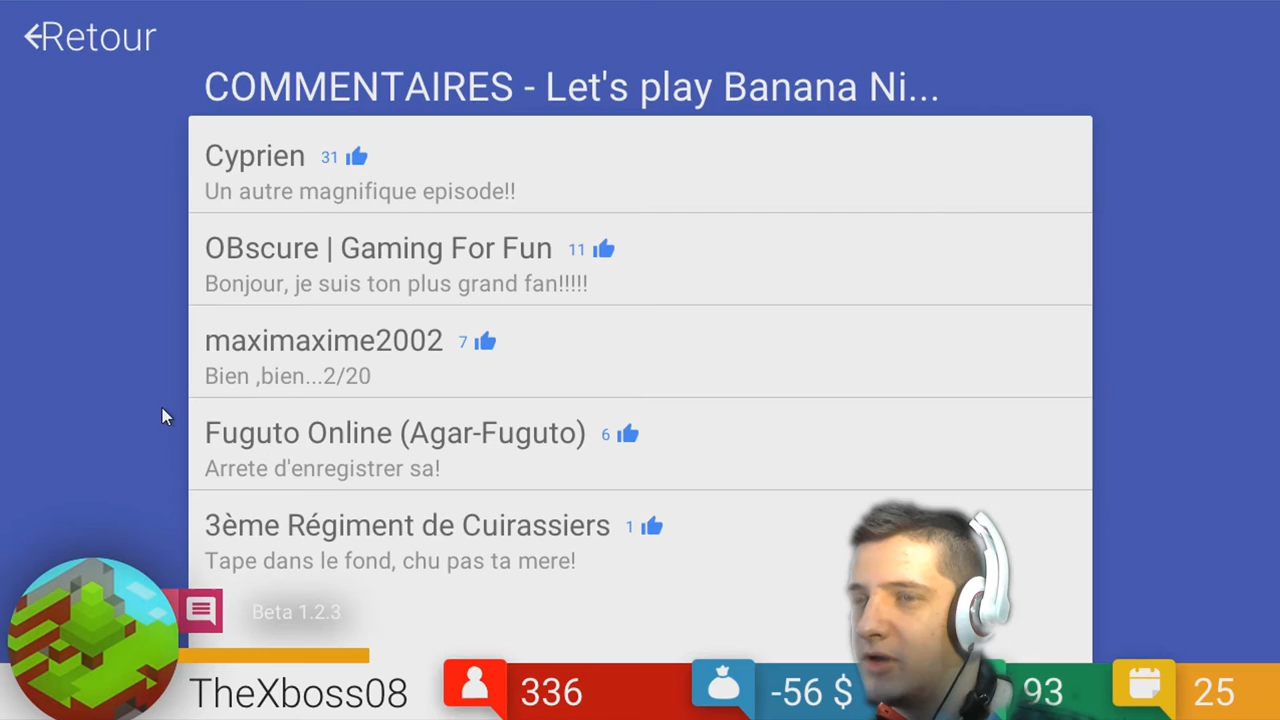 Retour
COMMENTAIRES - Let's play Banana Ni...
Cyprien 31
Un autre magnifique episode!!
OBscure | Gaming For Fun 11
Bonjour, je suis ton plus grand fan!!!!!
maximaxime2002 7
Bien ,bien...2/20
Fuguto Online (Agar-Fuguto) 6
Arrete d'enregistrer sa!
3ème Régiment de Cuirassiers 1
Tape dans le fond, chu pas ta mere!
Beta 1.2.3
TheXboss08 336 -56 $ 93 25